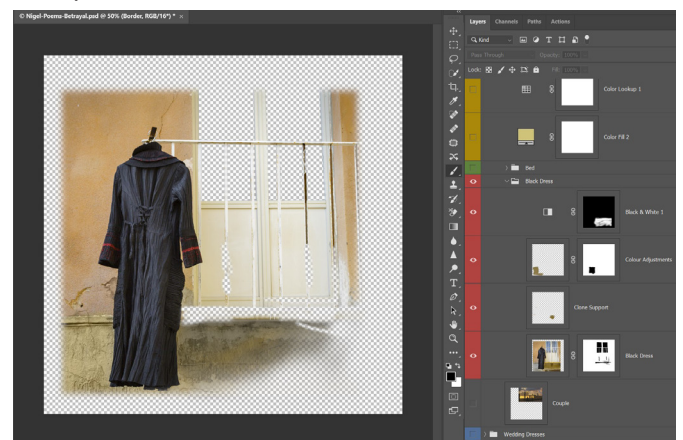 © Nigel-Poems-Betrayal.psd @ 50% (Border, RGB/16*) * ×
Layers Channels Paths Actions
Kind
Pass Through Opacity: 100%
Lock: Fill: 100%
Color Lookup 1
Color Fill 2
Bed
Black Dress
Black & White 1
Colour Adjustments
Clone Support
Black Dress
Couple
Wedding Dresses